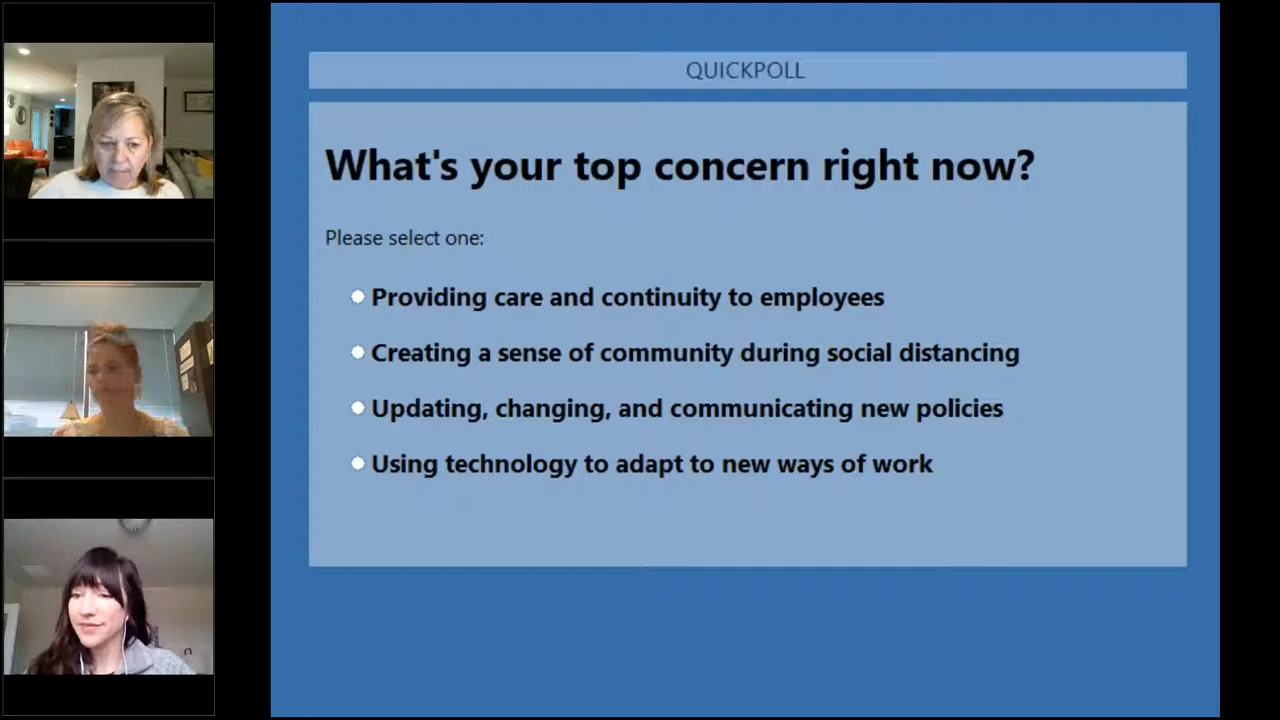 QUICKPOLL
What's your top concern right now?
Please select one:
Providing care and continuity to employees
Creating a sense of community during social distancing
Updating, changing, and communicating new policies
Using technology to adapt to new ways of work